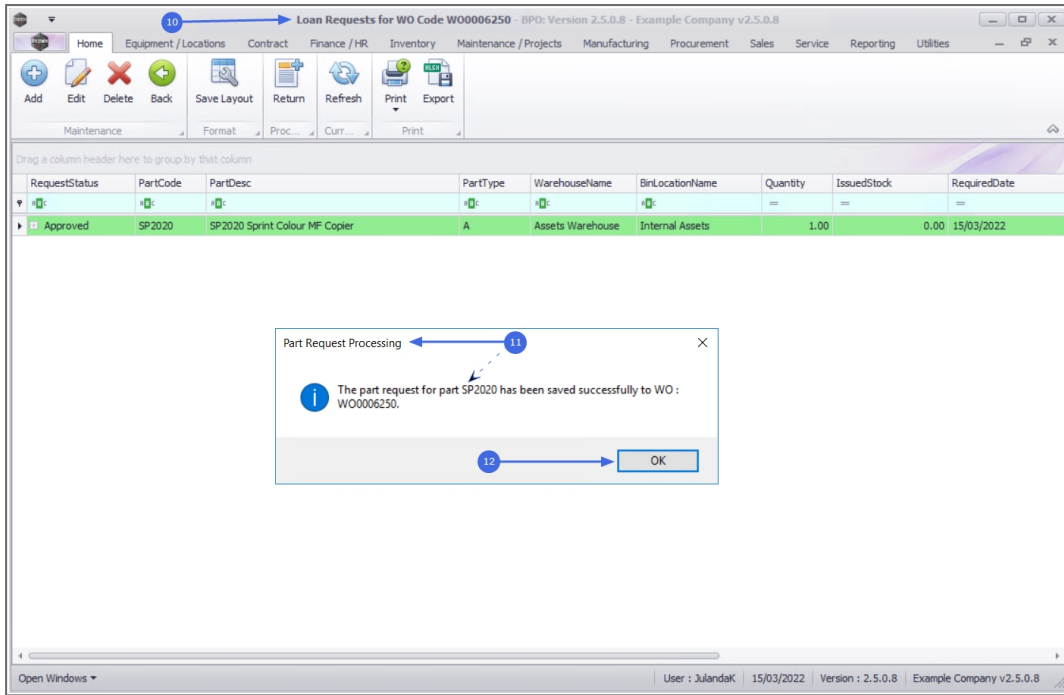 10
Loan Requests for WO Code WO0006250 - BPO: Version 2.5.0.8 - Example Company v2.5.0.8
Home Equipment / Locations Contract Finance / HR Inventory Maintenance / Projects Manufacturing Procurement Sales Service Reporting Utilities
Add Edit Delete Back Save Layout Return Refresh Print Export
Maintenance Format Proc... Curr... Print
Drag a column header here to group by that column
RequestStatus PartCode PartDesc PartType WarehouseName BinLocationName Quantity IssuedStock RequiredDate
= = =
Approved SP2020 SP2020 Sprint Colour MF Copier A Assets Warehouse Internal Assets 1.00 0.00 15/03/2022
Part Request Processing 11
The part request for part SP2020 has been saved successfully to WO :
WO0006250.
12 OK
Open Windows User : JulandaK 15/03/2022 Version : 2.5.0.8 Example Company v2.5.0.8